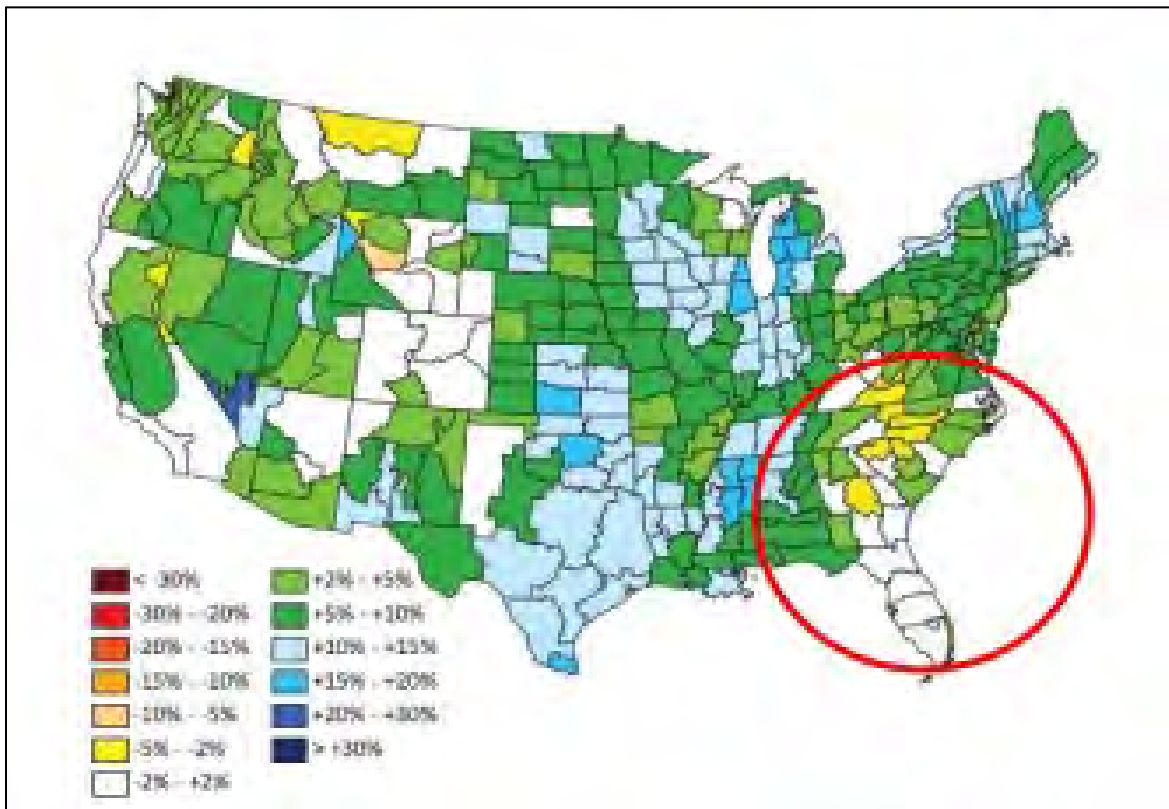 < -30%
-30% - -20%
-20% - -15%
-15% - -10%
-10% - -5%
-5% - -2%
-2% - +2%
+2% - +5%
+5% - +10%
+10% - +15%
+15% - +20%
+20% - +30%
> +30%